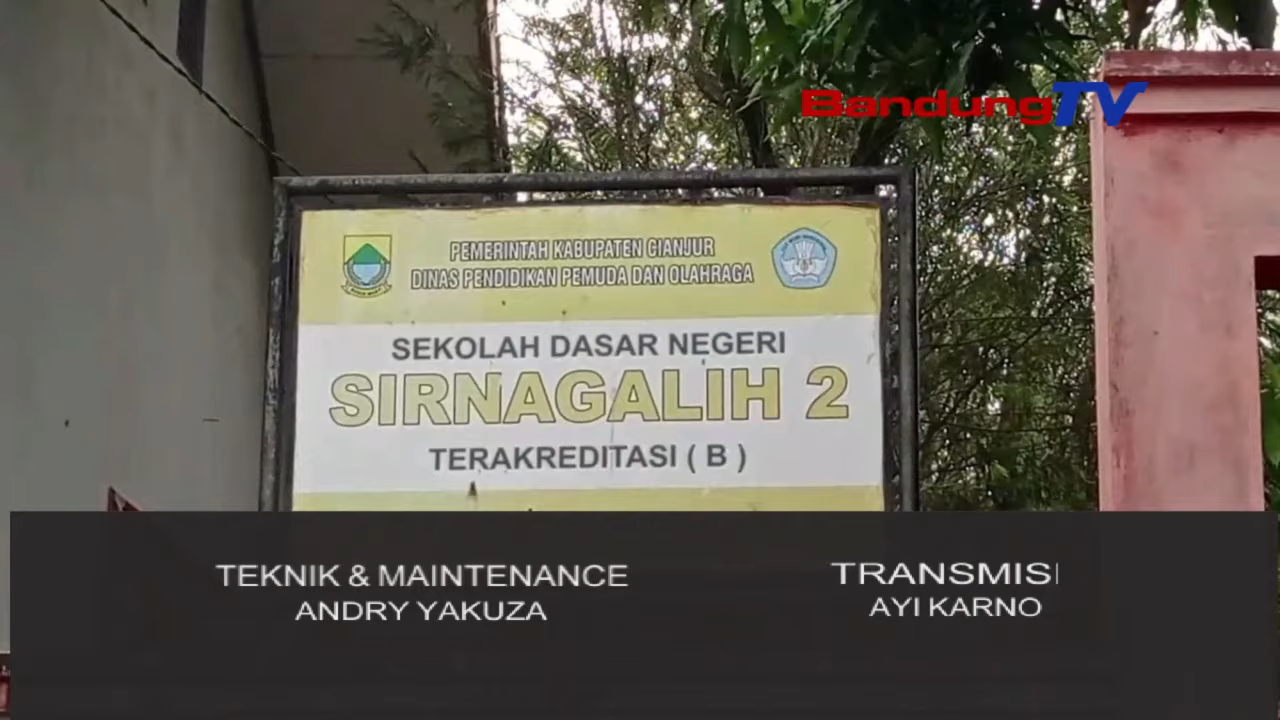 BandungTV
PEMERINTAH KABUPATEN CIANJUR
DINAS PENDIDIKAN PEMUDA DAN OLAHRAGA
SEKOLAH DASAR NEGERI
SIRNAGALIH 2
TERAKREDITASI ( B )
TEKNIK & MAINTENANCE
ANDRY YAKUZA
TRANSMISI
AYI KARNO